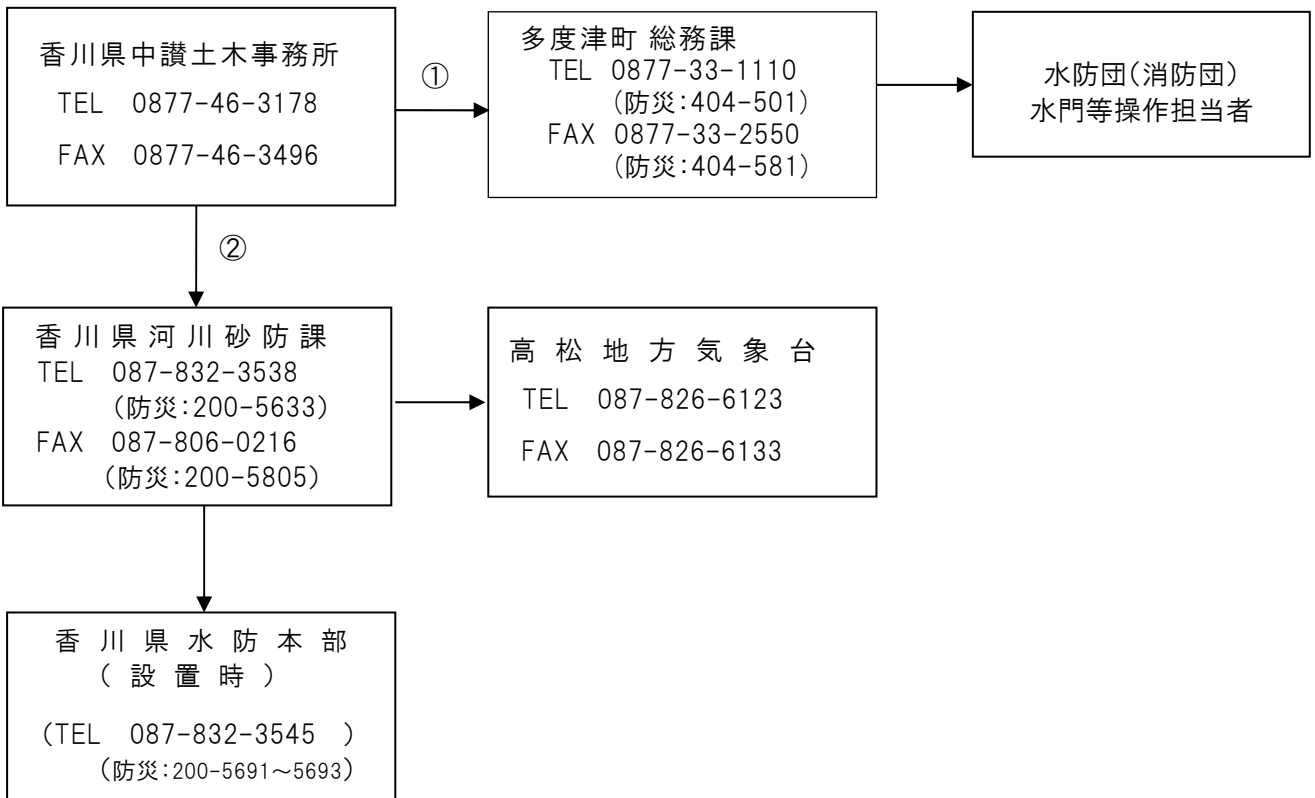 香川県中讃土木事務所
TEL 0877-46-3178
FAX 0877-46-3496
①
多度津町 総務課
TEL 0877-33-1110
(防災:404-501)
FAX 0877-33-2550
(防災:404-581)
水防団(消防団)
水門等操作担当者
②
香川県河川砂防課
TEL 087-832-3538
(防災:200-5633)
FAX 087-806-0216
(防災:200-5805)
高松地方気象台
TEL 087-826-6123
FAX 087-826-6133
香川県水防本部
(設置時)
(TEL 087-832-3545 )
(防災:200-5691~5693)